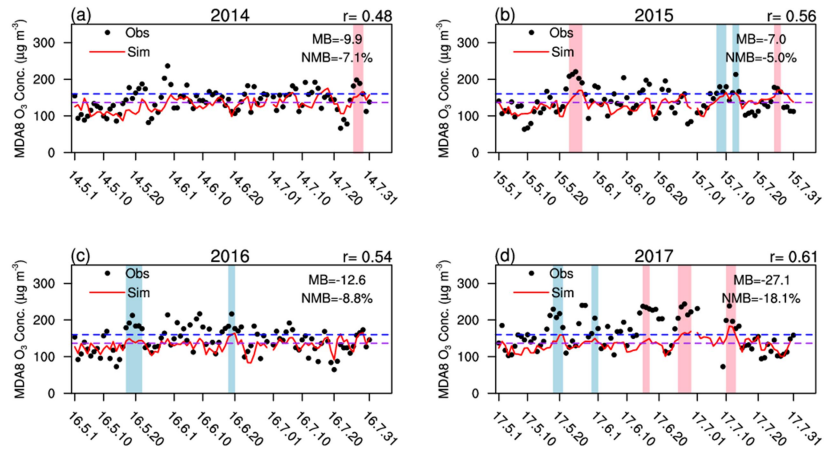 (a) 2014 r=0.48
Obs
Sim
MB=-9.9
NMB=-7.1%
MDA8 O3 Conc. (μg m-3)
300
200
100
0
14.5.1 14.5.10 14.5.20 14.6.1 14.6.10 14.6.20 14.7.01 14.7.10 14.7.20 14.7.31
(b) 2015 r=0.56
Obs
Sim
MB=-7.0
NMB=-5.0%
MDA8 O3 Conc. (μg m-3)
300
200
100
0
15.5.1 15.5.10 15.5.20 15.6.1 15.6.10 15.6.20 15.7.01 15.7.10 15.7.20 15.7.31
(c) 2016 r= 0.54
Obs
Sim
MB=-12.6
NMB=-8.8%
MDA8 O3 Conc. (μg m-3)
300
200
100
0
16.5.1 16.5.10 16.5.20 16.6.1 16.6.10 16.6.20 16.7.01 16.7.10 16.7.20 16.7.31
(d) 2017 r= 0.61
Obs
Sim
MB=-27.1
NMB=-18.1%
MDA8 O3 Conc. (μg m-3)
300
200
100
0
17.5.1 17.5.10 17.5.20 17.6.1 17.6.10 17.6.20 17.7.01 17.7.10 17.7.20 17.7.31